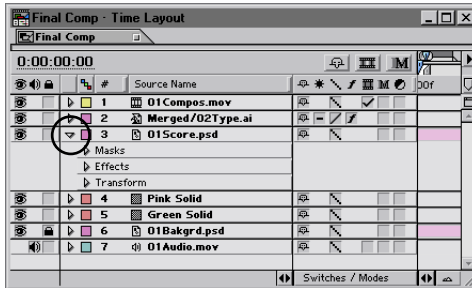 Final Comp · Time Layout
Final Comp
0:00:00:00
M
# Source Name
M
00f
1 01Compos.mov
2 Merged/02Type.ai
3 01Score.psd
Masks
Effects
Transform
4 Pink Solid
5 Green Solid
6 01Bakgrd.psd
7 01Audio.mov
Switches / Modes